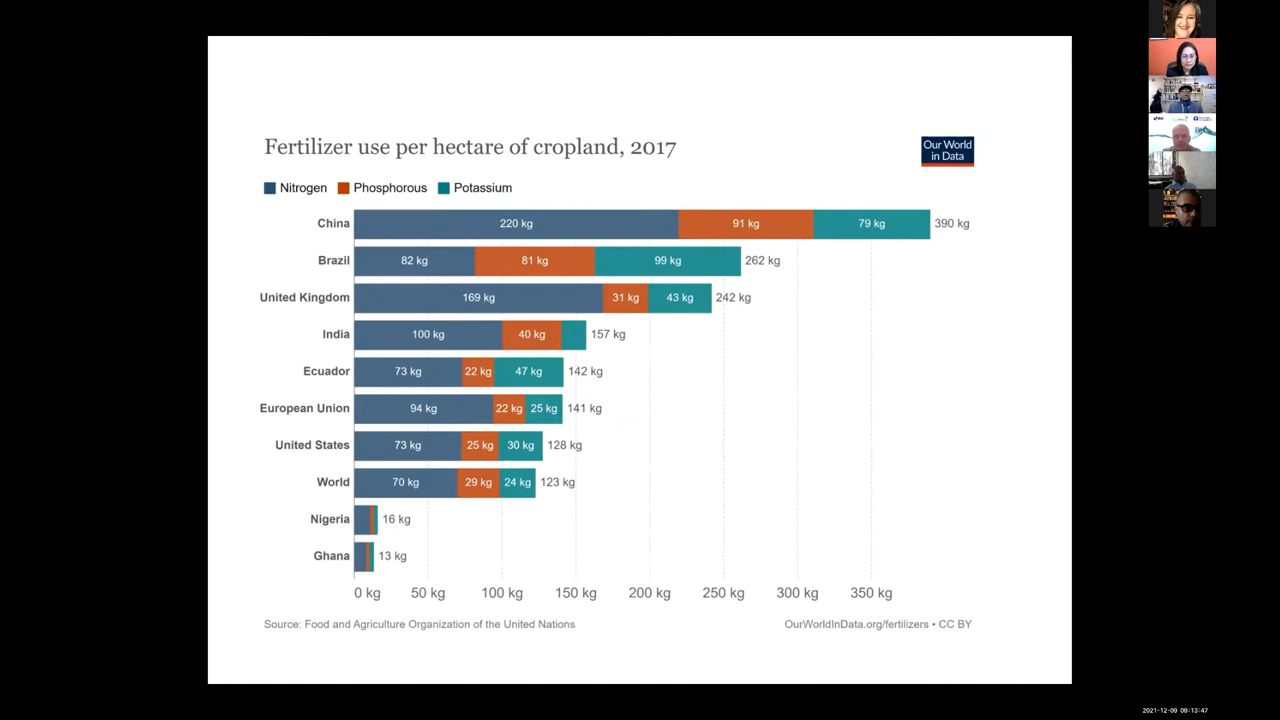 Fertilizer use per hectare of cropland, 2017
Our World
in Data
Nitrogen Phosphorous Potassium
China 220 kg 91 kg 79 kg 390 kg
Brazil 82 kg 81 kg 99 kg 262 kg
United Kingdom 169 kg 31 kg 43 kg 242 kg
India 100 kg 40 kg 157 kg
Ecuador 73 kg 22 kg 47 kg 142 kg
European Union 94 kg 22 kg 25 kg 141 kg
United States 73 kg 25 kg 30 kg 128 kg
World 70 kg 29 kg 24 kg 123 kg
Nigeria 16 kg
Ghana 13 kg
0 kg 50 kg 100 kg 150 kg 200 kg 250 kg 300 kg 350 kg
Source: Food and Agriculture Organization of the United Nations
OurWorldInData.org/fertilizers • CC BY
2021-12-09 09:13:47